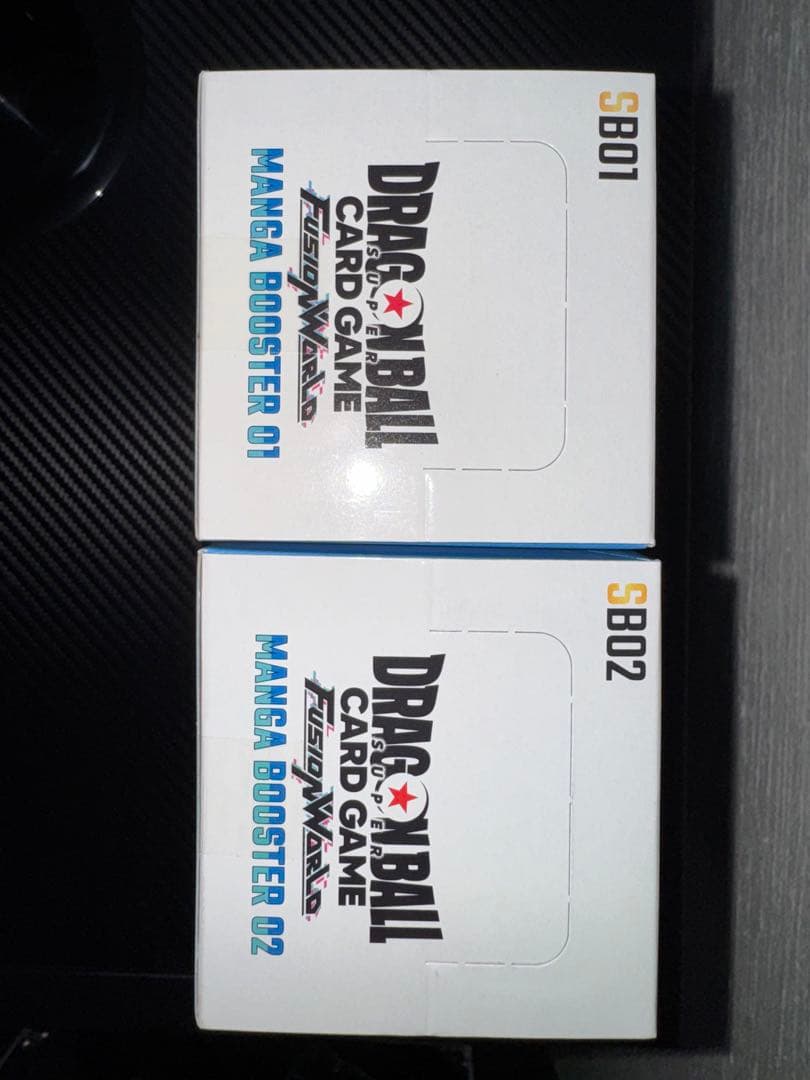 SB01
DRAGON BALL
SUPER
CARD GAME
FUSION WORLD
MANGA BOOSTER 01
SB02
DRAGON BALL
SUPER
CARD GAME
FUSION WORLD
MANGA BOOSTER 02